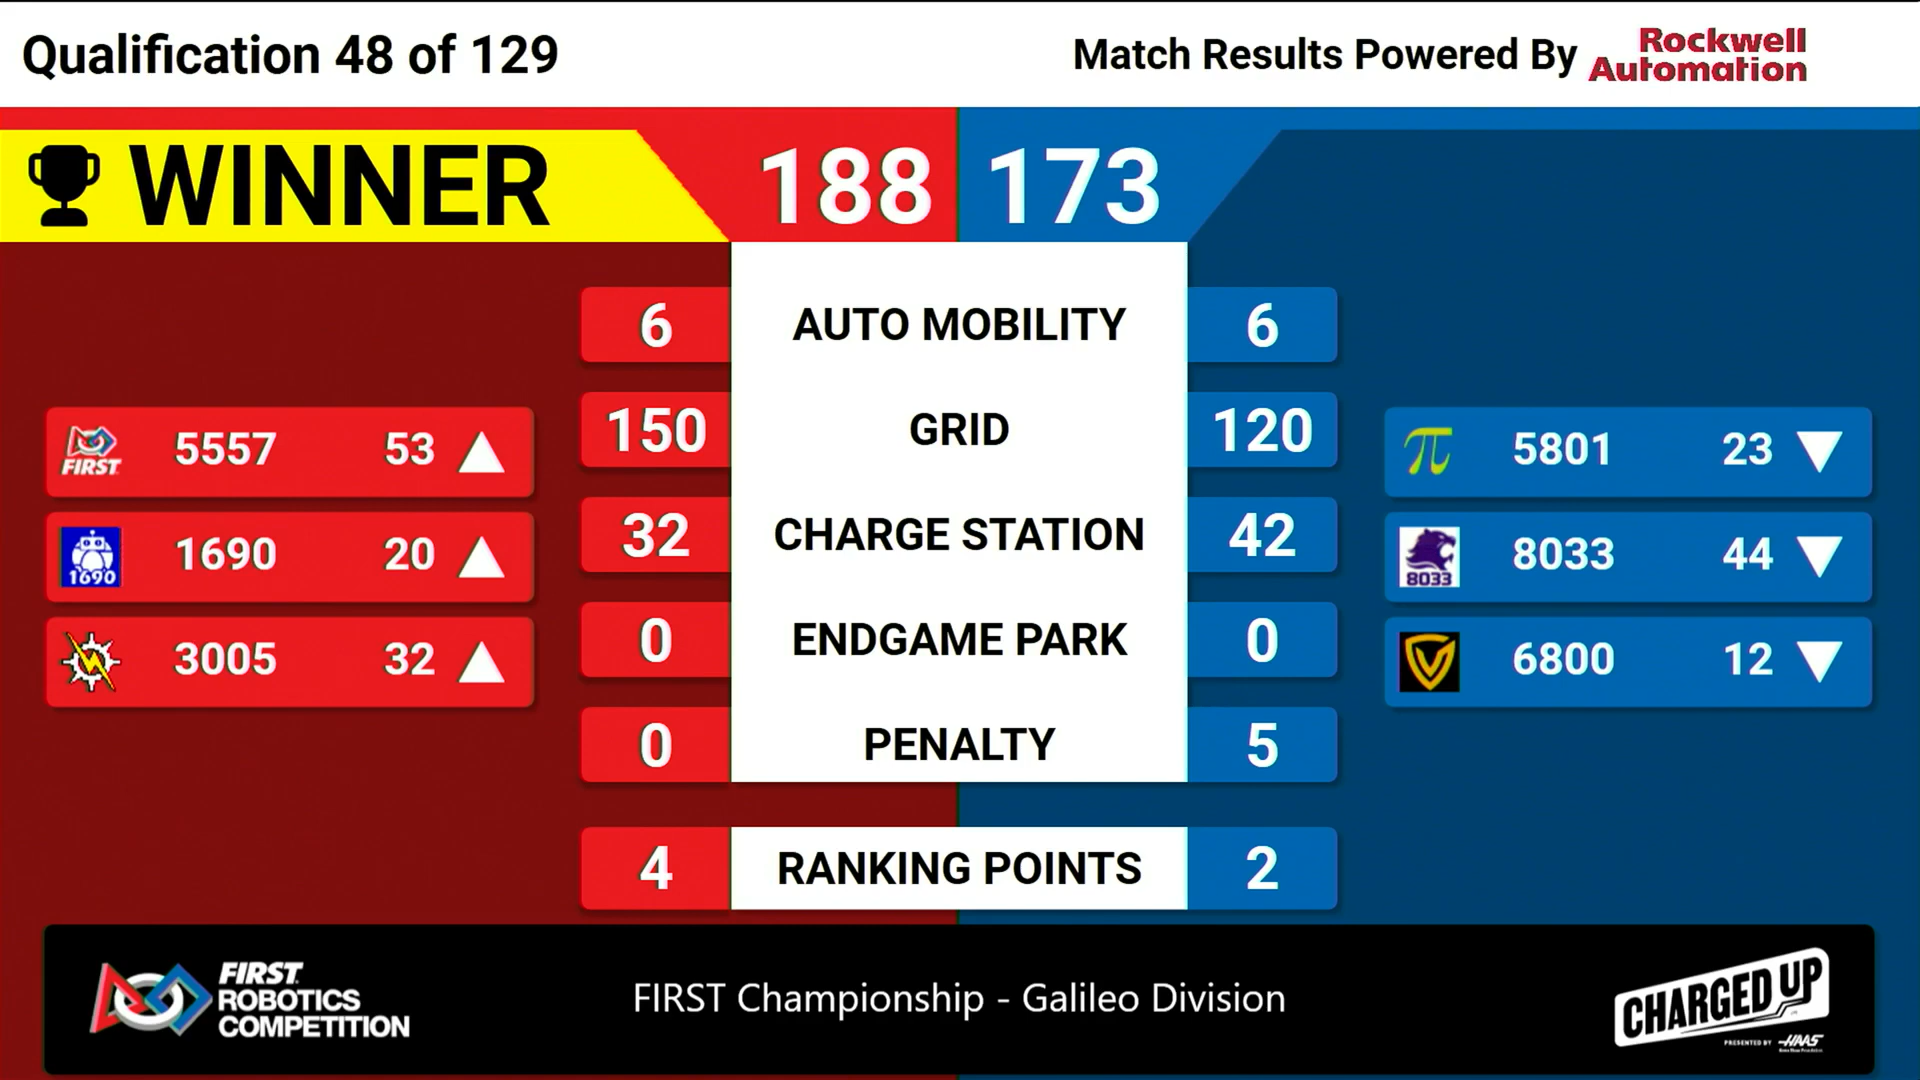 Qualification 48 of 129
Match Results Powered By
Rockwell
Automation
WINNER 188 173
6 AUTO MOBILITY 6
150 GRID 120
32 CHARGE STATION 42
0 ENDGAME PARK 0
0 PENALTY 5
4 RANKING POINTS 2
FIRST 5557 53
1690 1690 20
3005 32
5801 23
8033 8033 44
6800 12
FIRST
ROBOTICS
COMPETITION
FIRST Championship - Galileo Division
CHARGED UP
PRESENTED BY HAAS